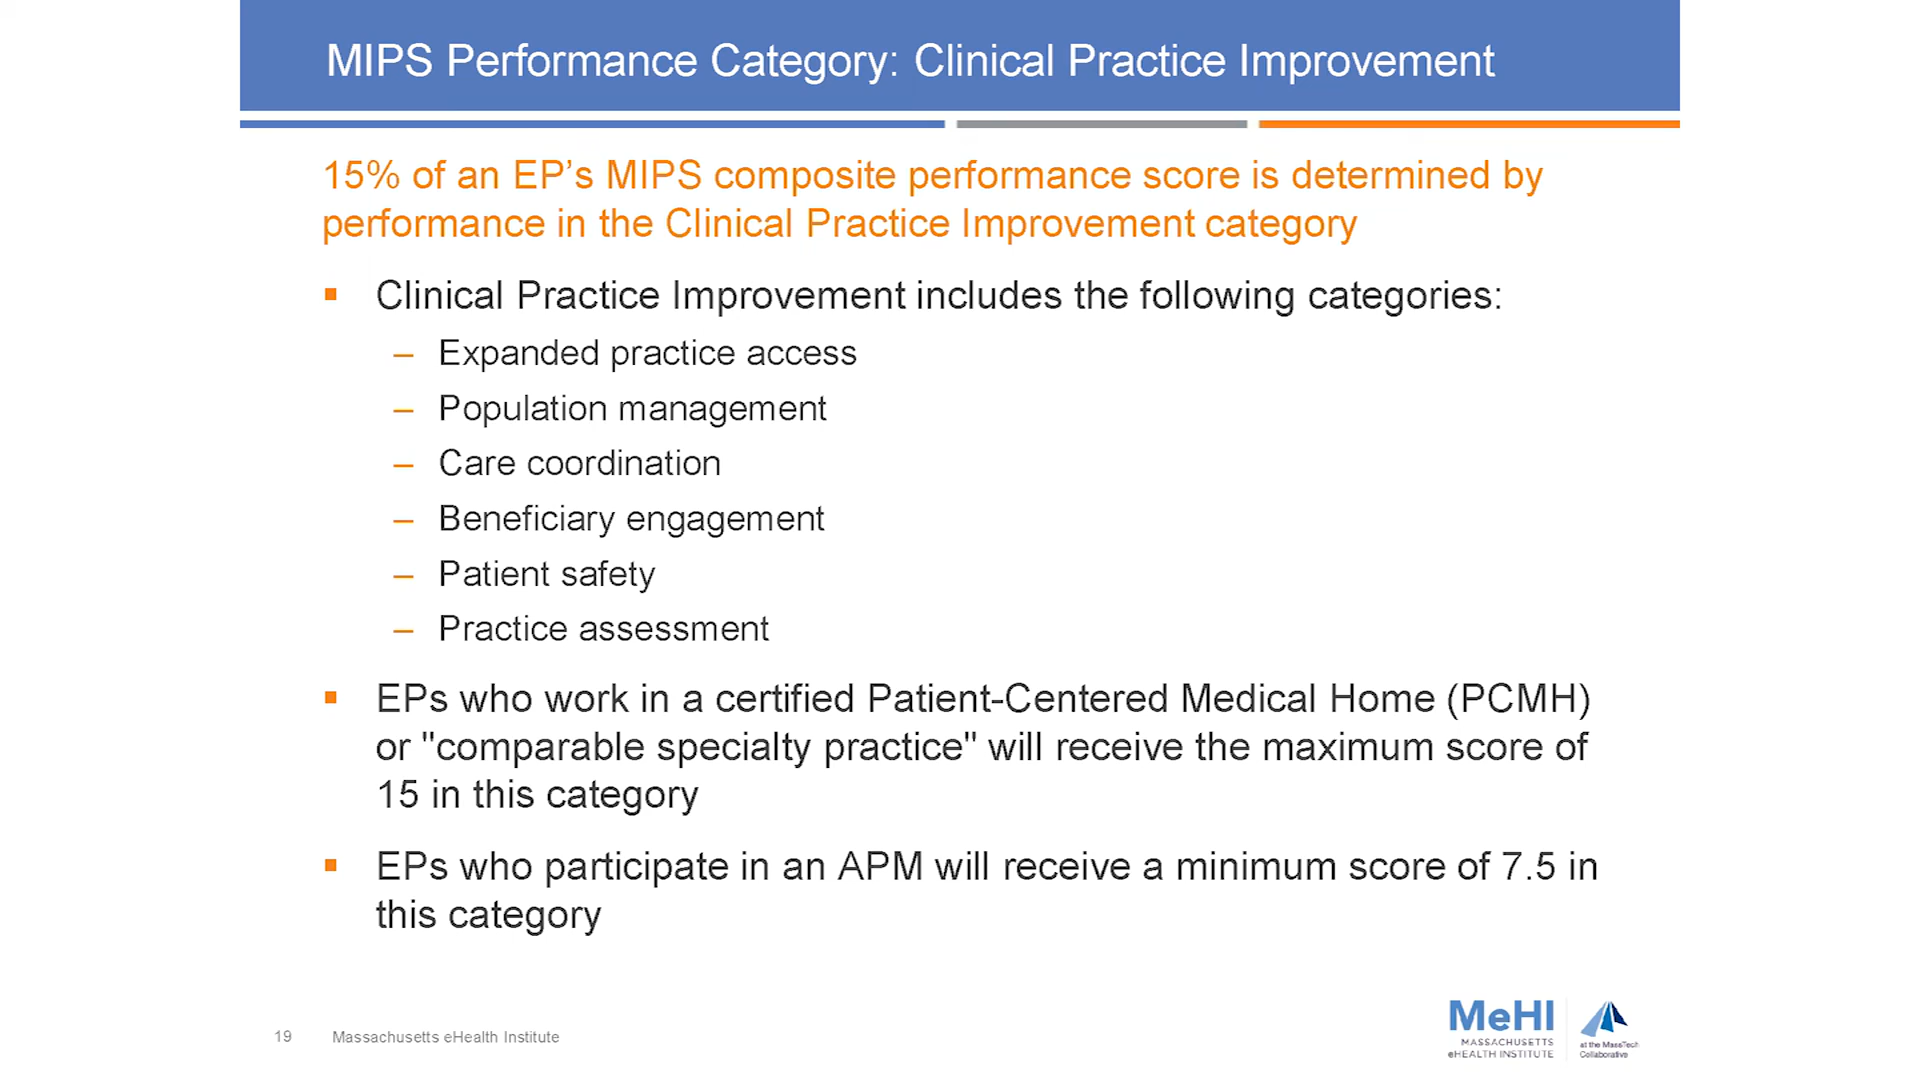 MIPS Performance Category: Clinical Practice Improvement
15% of an EP’s MIPS composite performance score is determined by
performance in the Clinical Practice Improvement category
▪ Clinical Practice Improvement includes the following categories:
– Expanded practice access
– Population management
– Care coordination
– Beneficiary engagement
– Patient safety
– Practice assessment
▪ EPs who work in a certified Patient-Centered Medical Home (PCMH)
or "comparable specialty practice" will receive the maximum score of
15 in this category
▪ EPs who participate in an APM will receive a minimum score of 7.5 in
this category
19 Massachusetts eHealth Institute
MeHI
MASSACHUSETTS
eHEALTH INSTITUTE
at the MassTech
Collaborative